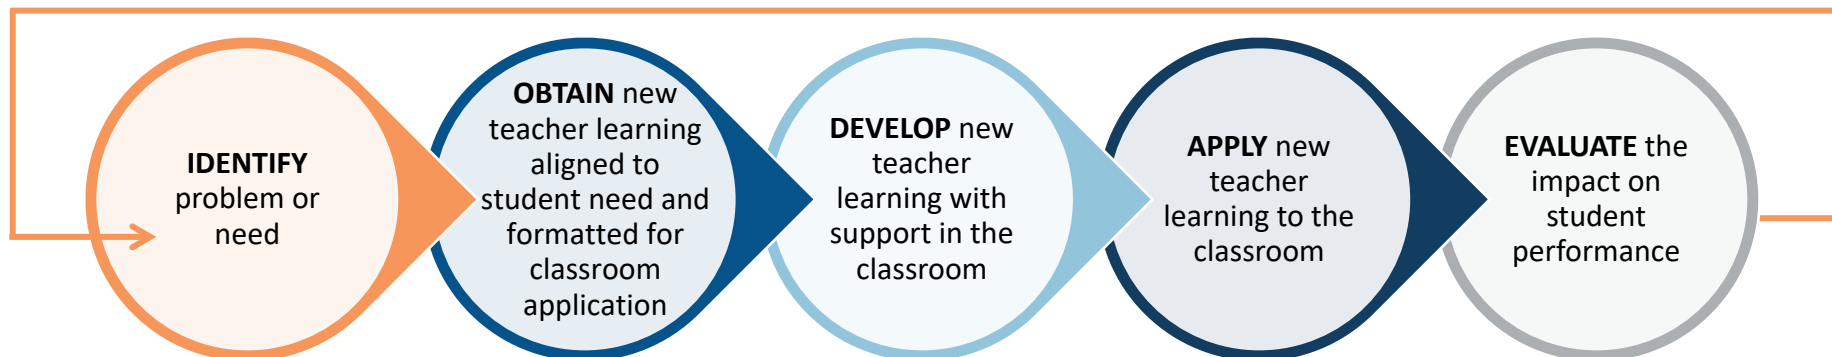 IDENTIFY
problem or
need
OBTAIN new
teacher learning
aligned to
student need and
formatted for
classroom
application
DEVELOP new
teacher
learning with
support in the
classroom
APPLY new
teacher
learning to the
classroom
EVALUATE the
impact on
student
performance